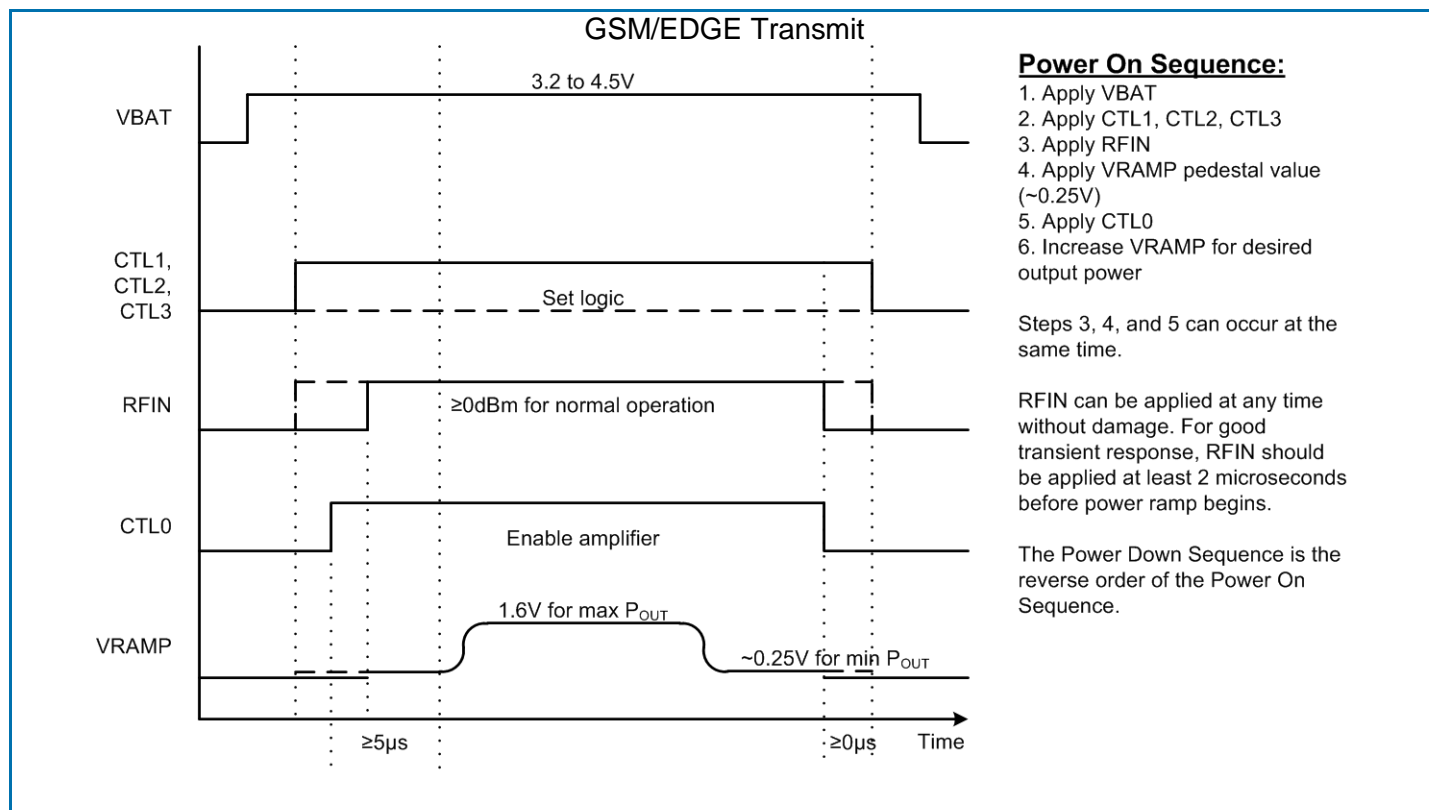 GSM/EDGE Transmit
VBAT
3.2 to 4.5V
CTL1,
CTL2,
CTL3
Set logic
RFIN
≥0dBm for normal operation
CTL0
Enable amplifier
VRAMP
1.6V for max POUT
~0.25V for min POUT
≥5μs
≥0μs
Time
Power On Sequence:
1. Apply VBAT
2. Apply CTL1, CTL2, CTL3
3. Apply RFIN
4. Apply VRAMP pedestal value
(~0.25V)
5. Apply CTL0
6. Increase VRAMP for desired
output power
Steps 3, 4, and 5 can occur at the
same time.
RFIN can be applied at any time
without damage. For good
transient response, RFIN should
be applied at least 2 microseconds
before power ramp begins.
The Power Down Sequence is the
reverse order of the Power On
Sequence.